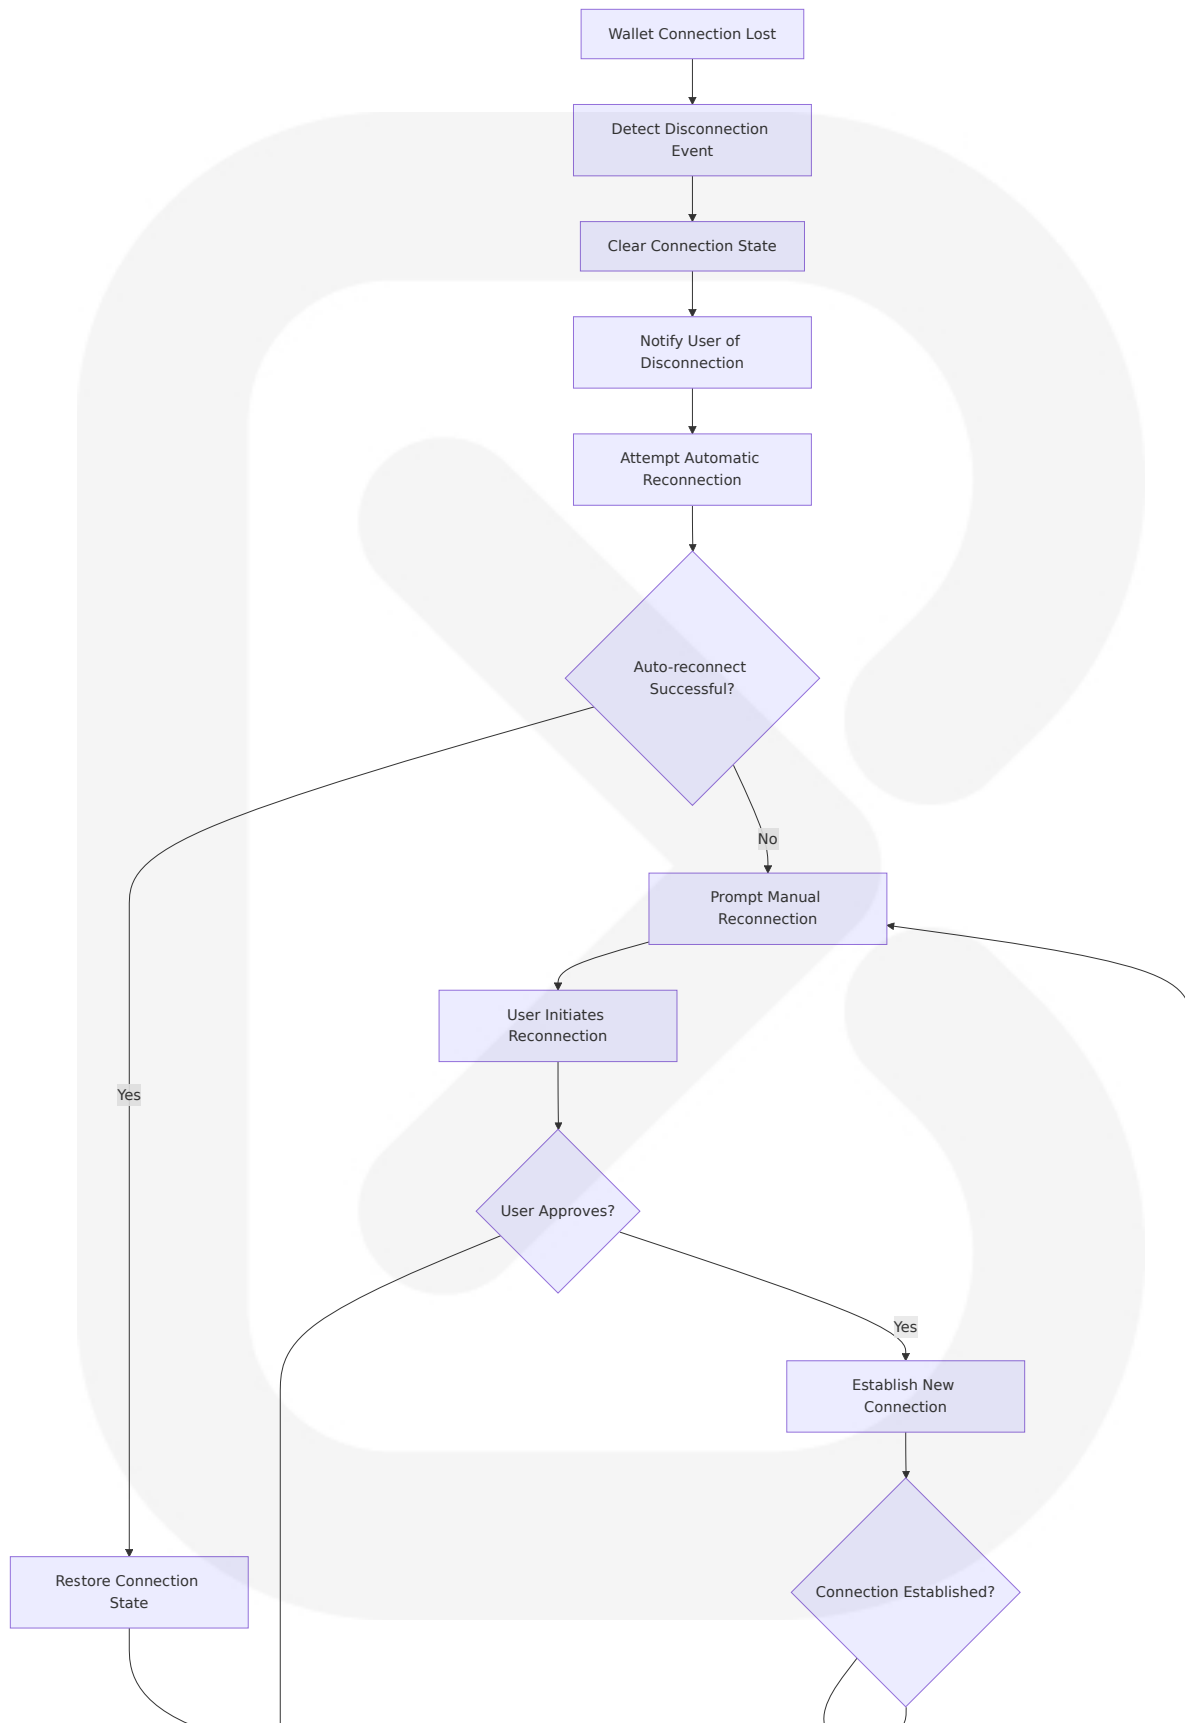 Wallet Connection Lost
Detect Disconnection
Event
Clear Connection State
Notify User of
Disconnection
Attempt Automatic
Reconnection
Auto-reconnect
Successful?
No
Prompt Manual
Reconnection
User Initiates
Reconnection
Yes
User Approves?
Yes
Establish New
Connection
Restore Connection
State
Connection Established?